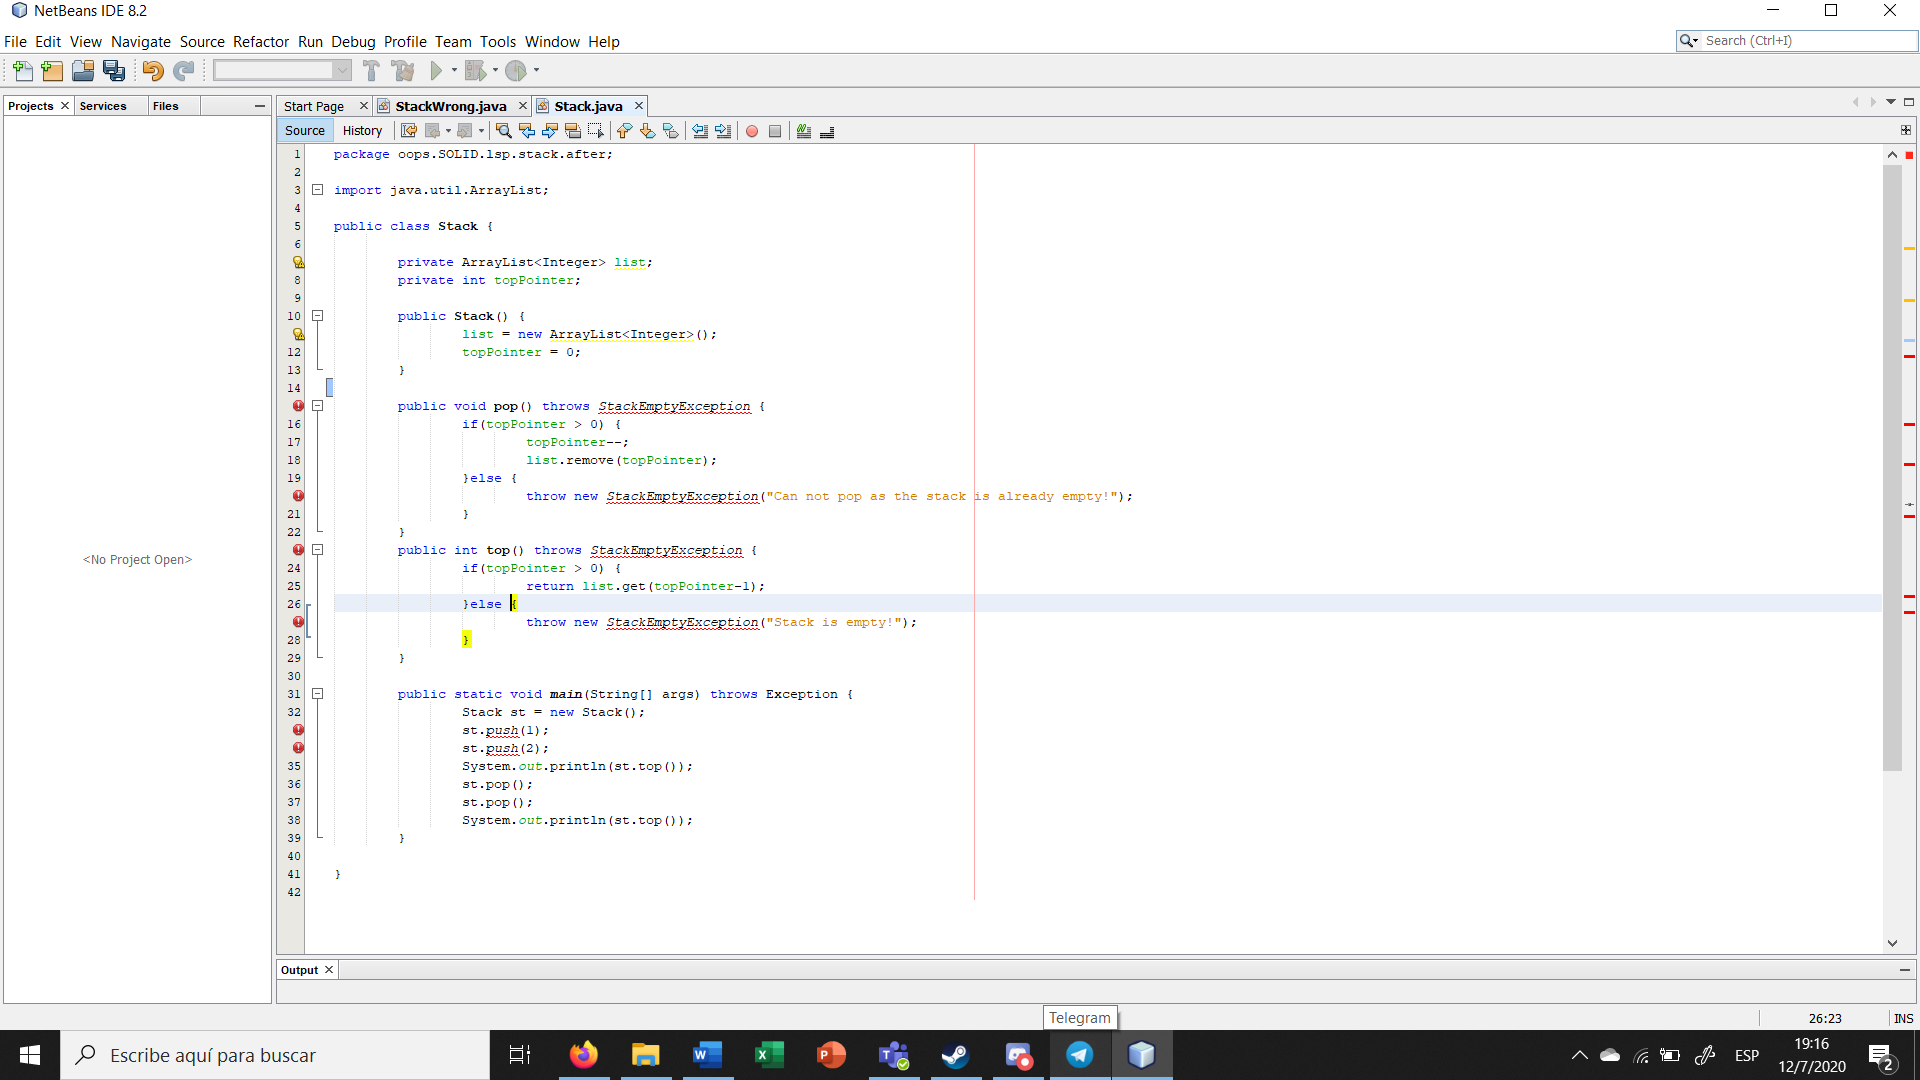 NetBeans IDE 8.2
File Edit View Navigate Source Refactor Run Debug Profile Team Tools Window Help
Search (Ctrl+I)
Projects Services Files
Start Page StackWrong.java Stack.java
Source History
1 package oops.SOLID.lsp.stack.after;
2
3 import java.util.ArrayList;
4
5 public class Stack {
6
private ArrayList<Integer> list;
8 private int topPointer;
9
10 public Stack() {
list = new ArrayList<Integer>();
12 topPointer = 0;
13 }
14
public void pop() throws StackEmptyException {
16 if(topPointer > 0) {
17 topPointer--;
18 list.remove(topPointer);
19 }else {
throw new StackEmptyException("Can not pop as the stack is already empty!");
21 }
22 }
public int top() throws StackEmptyException {
24 if(topPointer > 0) {
25 return list.get(topPointer-1);
26 }else {
throw new StackEmptyException("Stack is empty!");
28 }
29 }
30
31 public static void main(String[] args) throws Exception {
32 Stack st = new Stack();
st.push(1);
st.push(2);
35 System.out.println(st.top());
36 st.pop();
37 st.pop();
38 System.out.println(st.top());
39 }
40
41 }
42
<No Project Open>
Output
Telegram
26:23 INS
Escribe aquí para buscar
ESP
19:16
12/7/2020
2